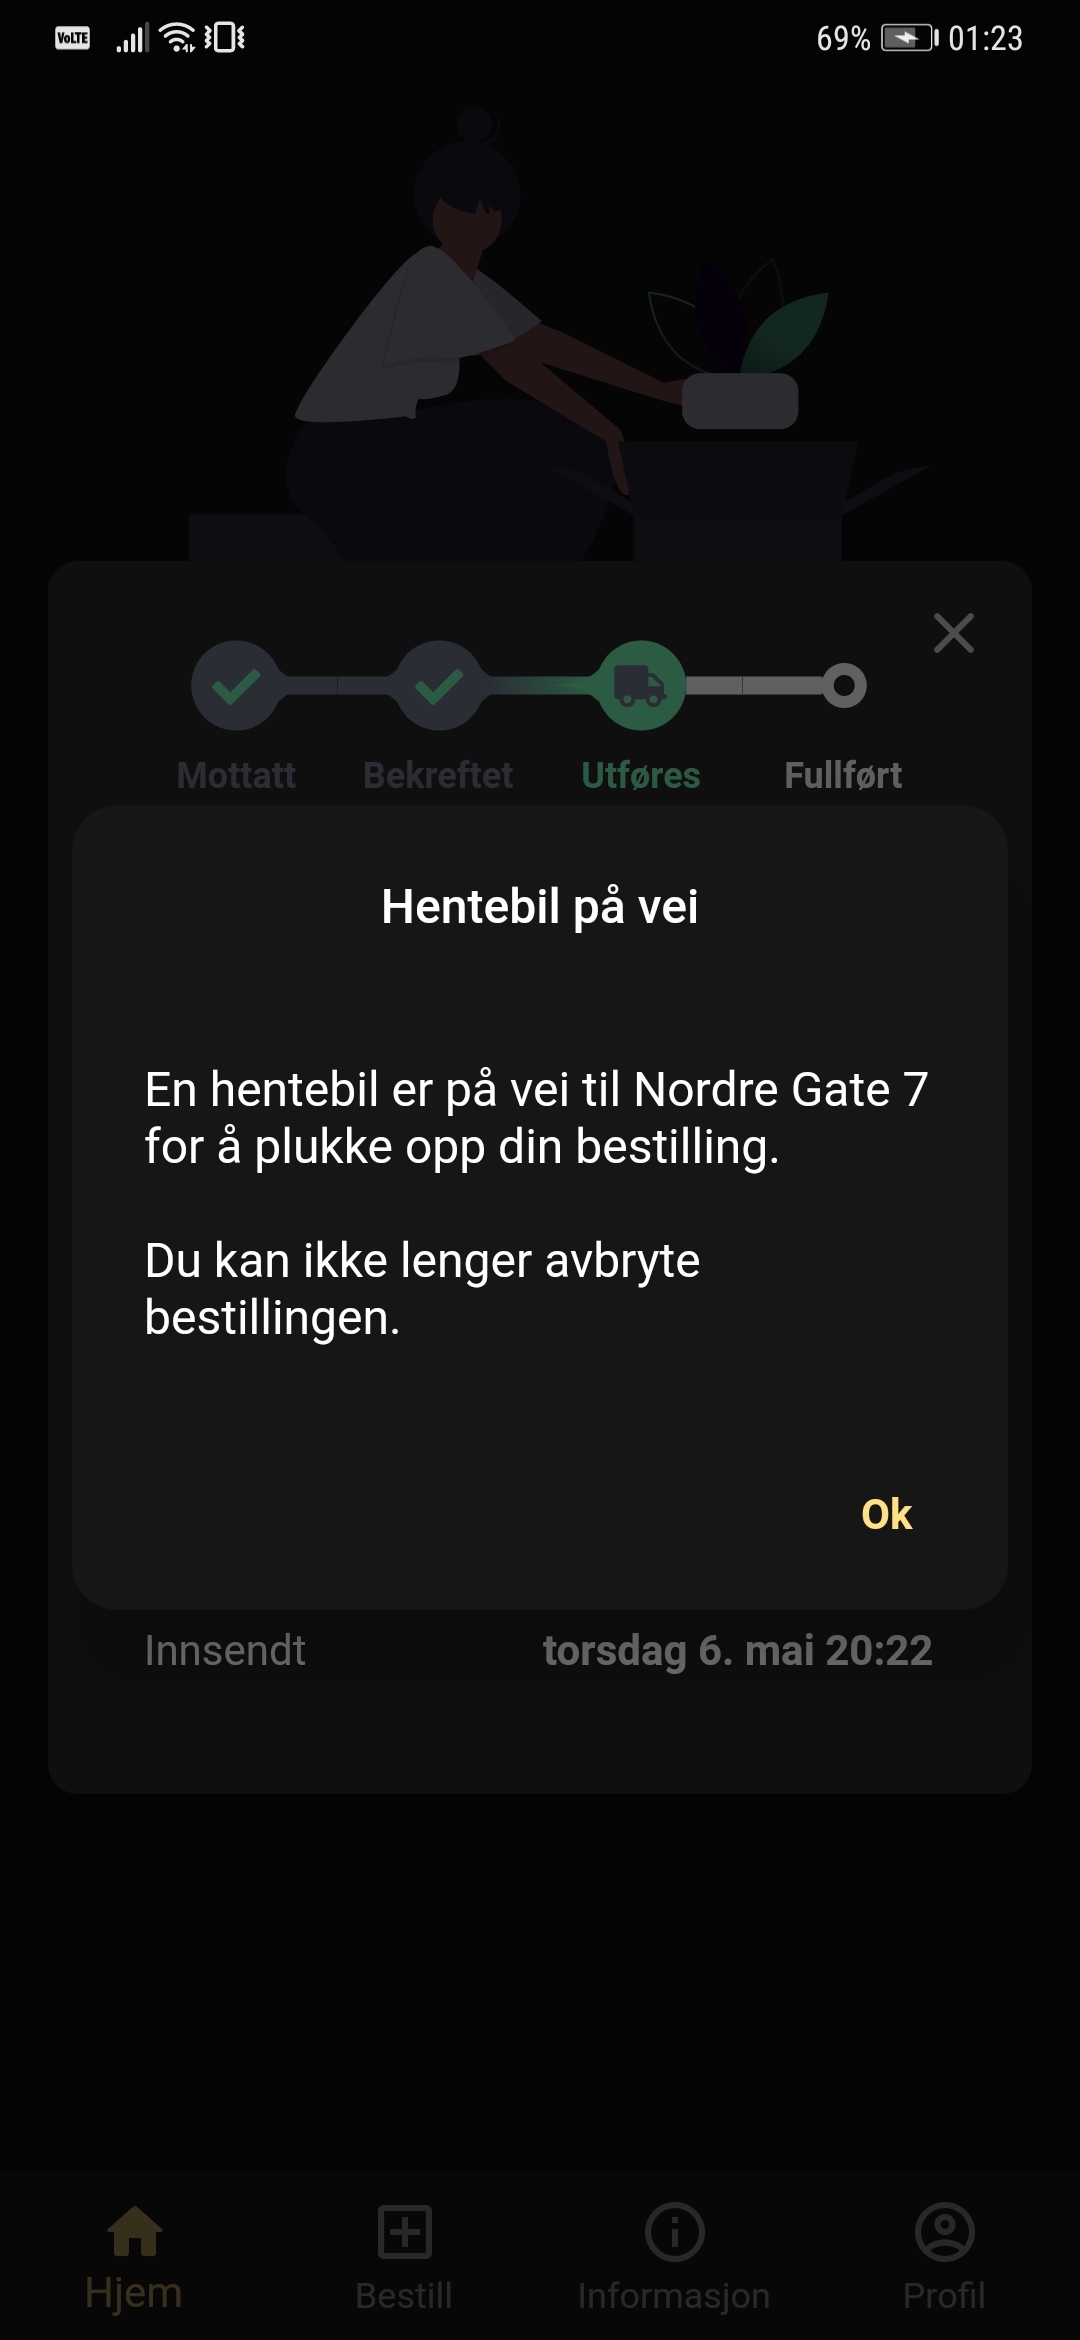 VoLTE 69% 01:23
Mottatt Bekreftet Utføres Fullført
Hentebil på vei
En hentebil er på vei til Nordre Gate 7
for å plukke opp din bestilling.
Du kan ikke lenger avbryte
bestillingen.
Ok
Innsendt torsdag 6. mai 20:22
Hjem Bestill Informasjon Profil